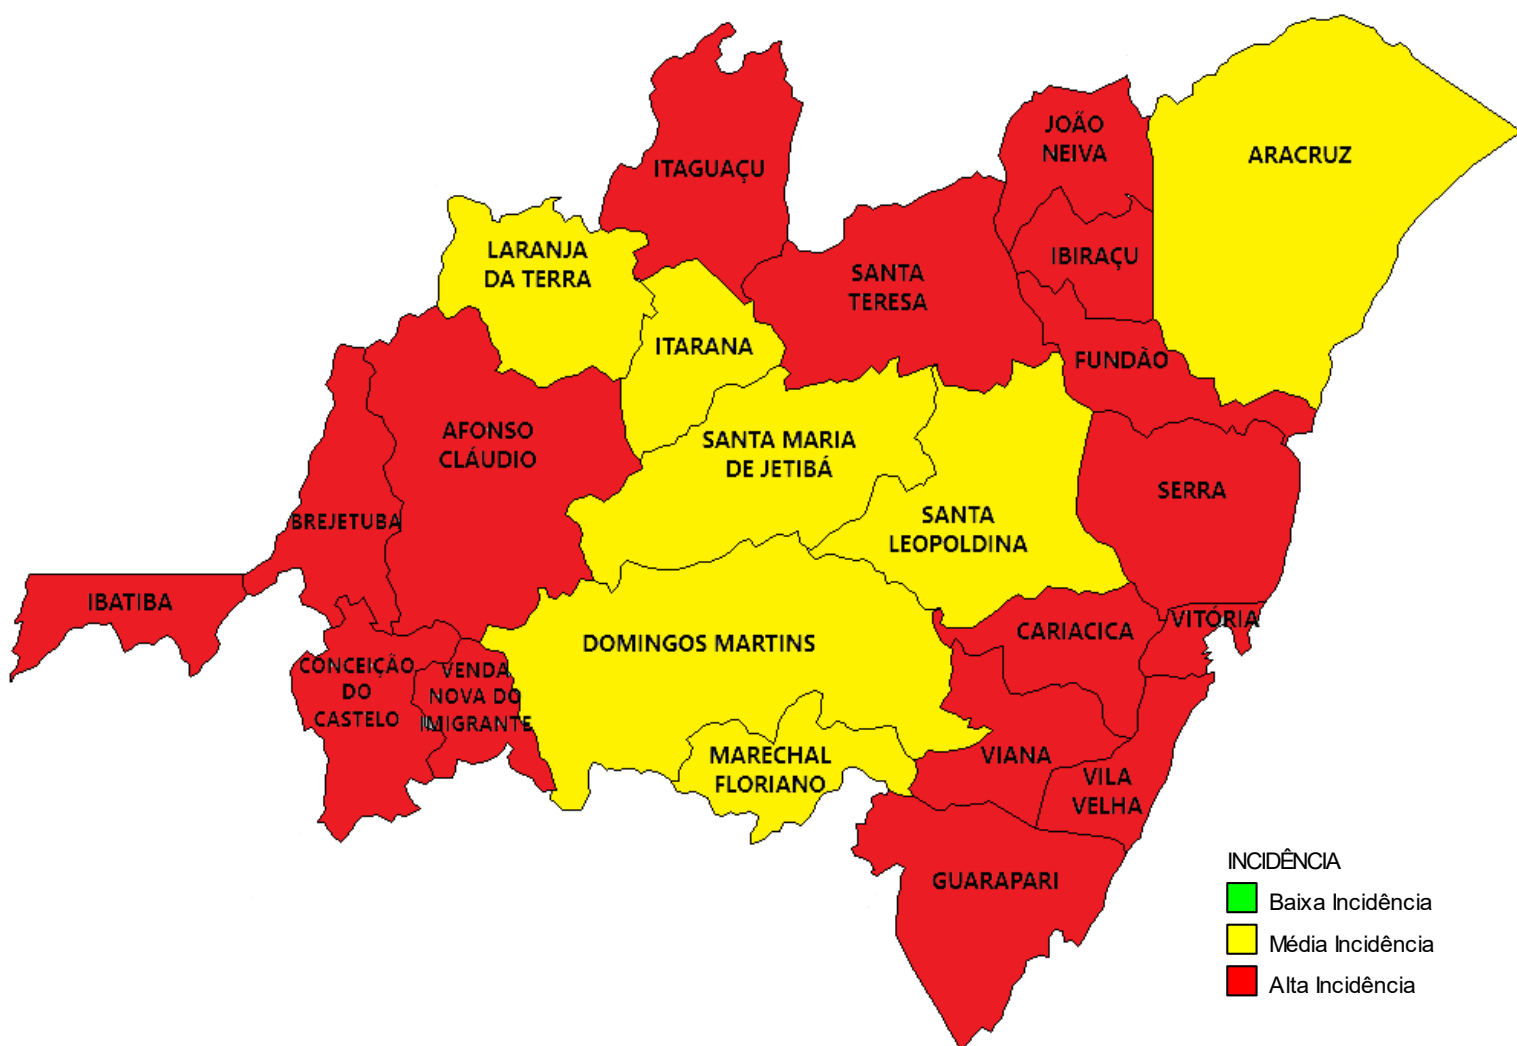 JOÃO
NEIVA
ARACRUZ
ITAGUAÇU
LARANJA
DA TERRA
SANTA
TERESA
IBIRAÇU
ITARANA
FUNDÃO
AFONSO
CLÁUDIO
SANTA MARIA
DE JETIBÁ
SERRA
BREJETUBA
SANTA
LEOPOLDINA
IBATIBA
VITÓRIA
CARIACICA
DOMINGOS MARTINS
CONCEIÇÃO
DO
CASTELO
VENDA
NOVA DO
IMIGRANTE
MARECHAL
FLORIANO
VIANA
VILA
VELHA
GUARAPARI
INCIDÊNCIA
Baixa Incidência
Média Incidência
Alta Incidência